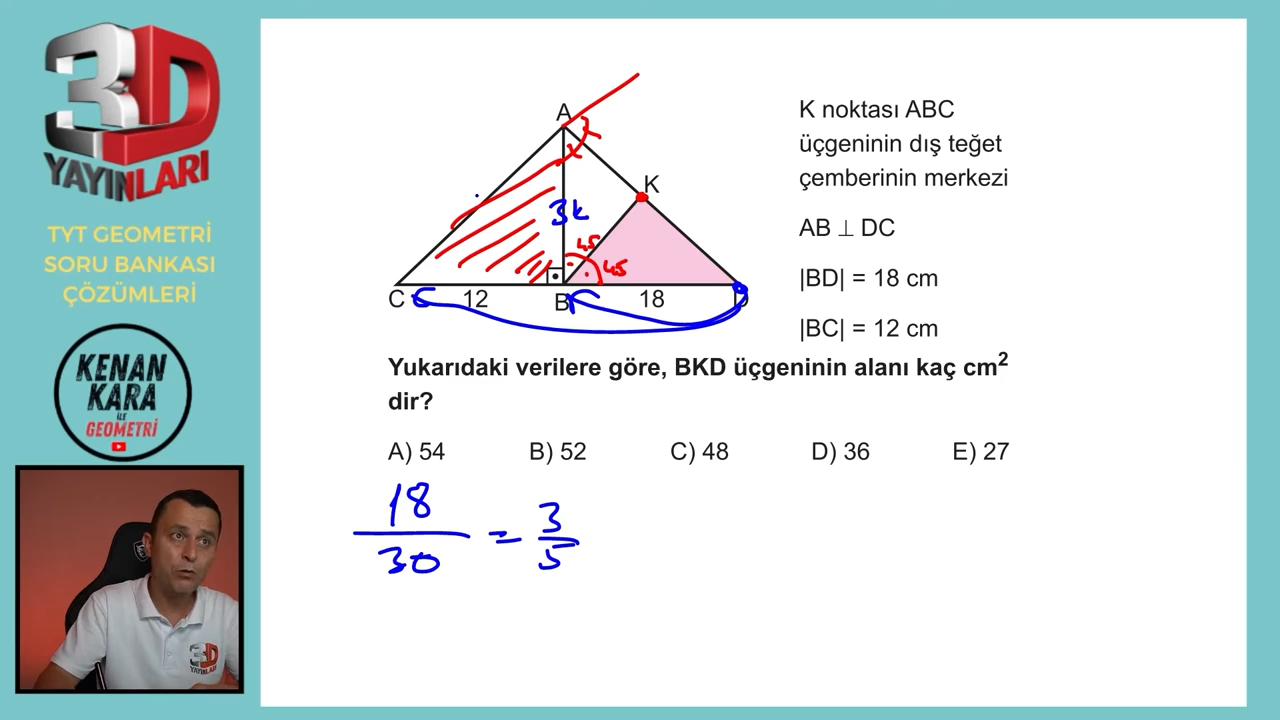 3D
YAYINLARI
TYT GEOMETRİ
SORU BANKASI
ÇÖZÜMLERİ
KENAN
KARA
İLE
GEOMETRİ
A
K
3k
45
45
x
C
12
B
18
D
K noktası ABC
üçgeninin dış teğet
çemberinin merkezi
AB ⊥ DC
|BD| = 18 cm
|BC| = 12 cm
Yukarıdaki verilere göre, BKD üçgeninin alanı kaç cm²
dir?
A) 54 B) 52 C) 48 D) 36 E) 27
18/30 = 3/5
3D
YAYINLARI